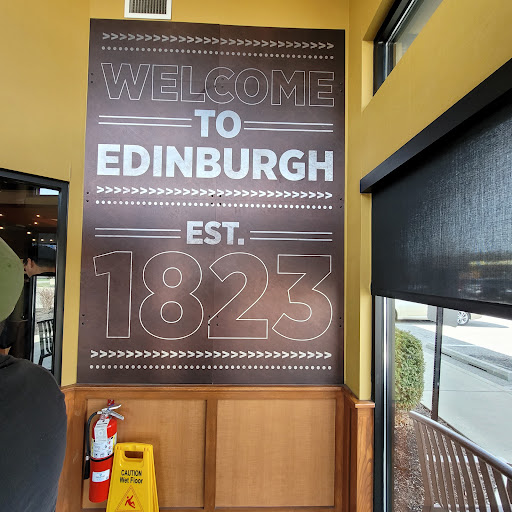 WELCOME
TO
EDINBURGH
EST.
1823
CAUTION
Wet Floor